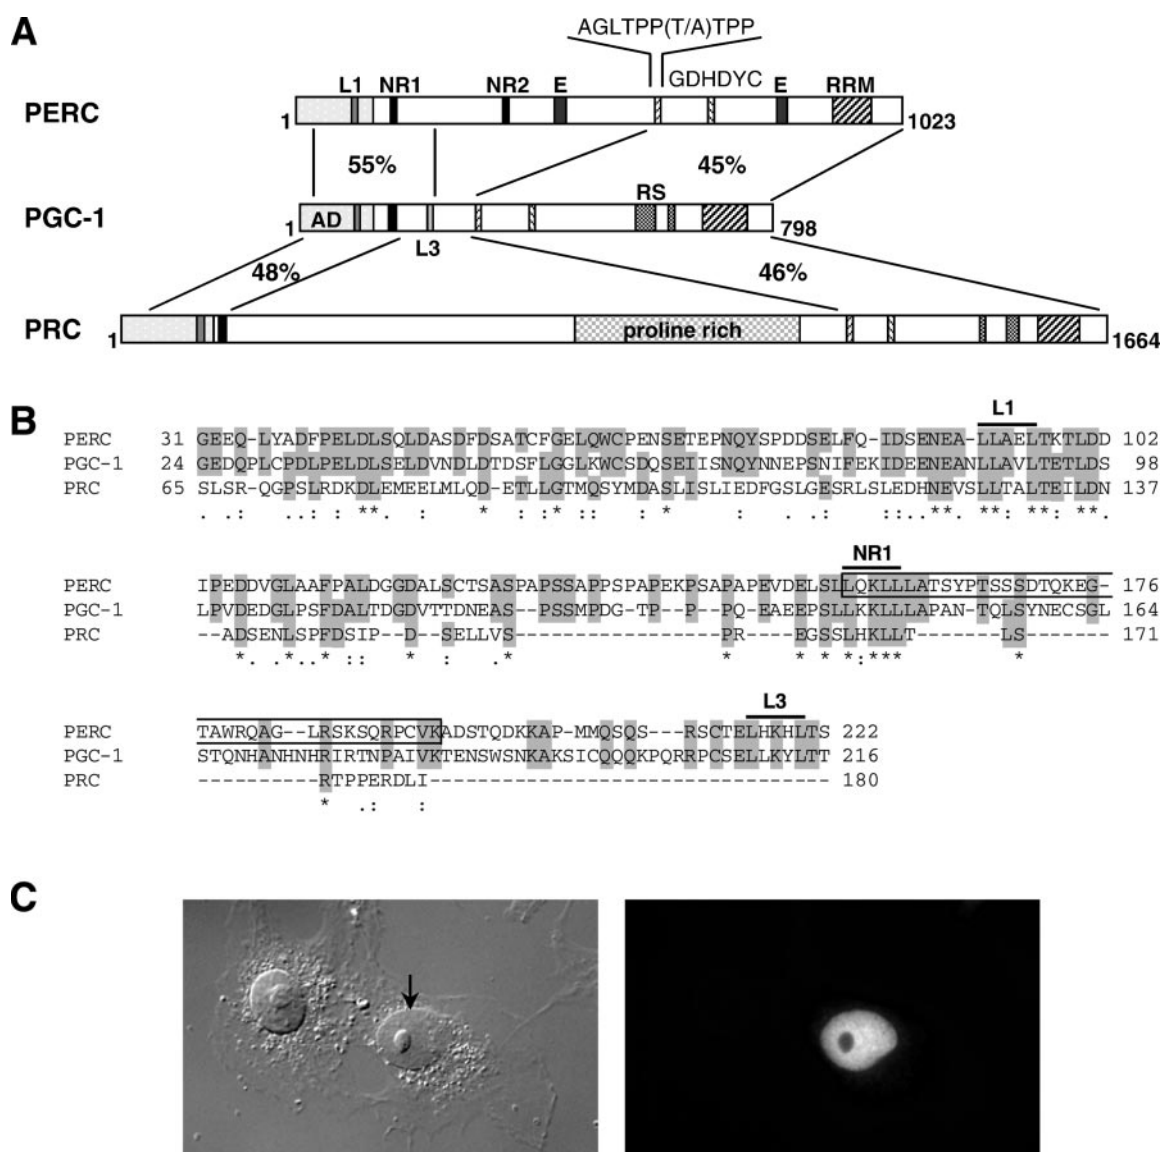 A
AGLTPP(T/A)TPP
GDHDYC
L1 NR1 NR2 E E RRM
PERC
1 1023
55% 45%
RS
PGC-1
1 AD 798
L3
48% 46%
PRC
1 proline rich 1664
B
L1
PERC 31 GEEQ-LYADFPELDLSQLDASDFDSATCFGELQWCPENSETEPNQYSPDDSELFQ-IDSENEA-LLAELTKTLDD 102
PGC-1 24 GEDQPLCPDLPELDLSELDVNDLDTDSFLGGLKWCSDQSEIISNQYNNEPSNIFEKIDEENEANLLAVLTETLDS 98
PRC 65 SLSR-QGPSLRDKDLEMEELMLQD-ETLLGTMQSYMDASLISLIEDFGSLGESRLSLEDHNEVSLLTALTEILDN 137
NR1
PERC IPEDDVGLAAFPALDGGDALSCTSASPAPSSAPPSPAPEKPSAPAPEVDELSLLQKLLLATSYPTSSSDTQKEG- 176
PGC-1 LPVDEDGLPSFDALTDGDVTTDNEAS-PSSMPDG-TP--P--PQ-EAEEPSLLKKLLLAPAN-TQLSYNECSGL 164
PRC --ADSENLSPFDSIP--D-SELLVS-----------------PR---EGSSLHKLLT-------LS------- 171
L3
PERC TAWRQAG--LRSKSQRPCVKADSTQDKKAP-MMQSQS---RSCTELHKHLTS 222
PGC-1 STQNHANHNHRIRTNPAIVKTENSWSNKAKSICQQQKPQRRPCSELLKYLTT 216
PRC ----------RTPPERDLI--------------------------------- 180
C